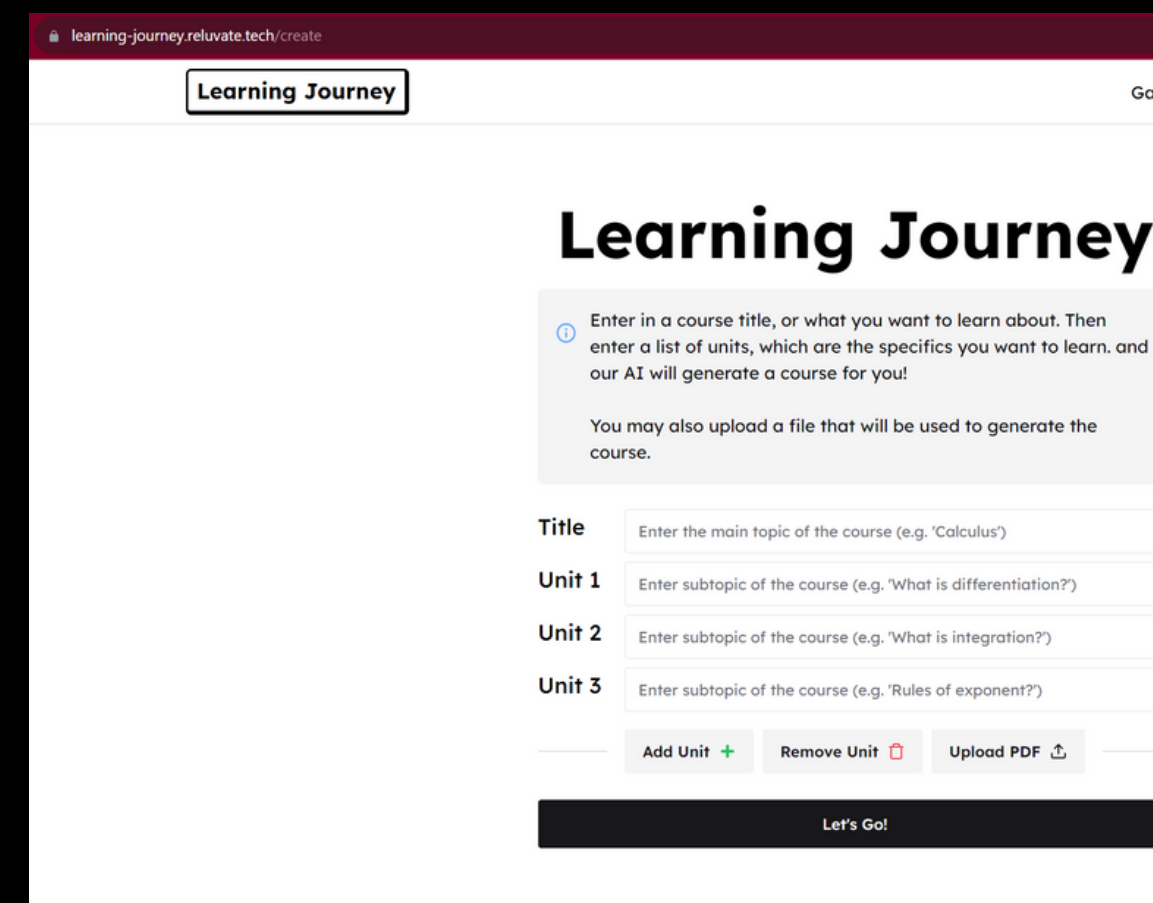 learning-journey.reluvate.tech/create
Learning Journey
Learning Journey
Enter in a course title, or what you want to learn about. Then
enter a list of units, which are the specifics you want to learn. and
our AI will generate a course for you!
You may also upload a file that will be used to generate the
course.
Title
Enter the main topic of the course (e.g. 'Calculus')
Unit 1
Enter subtopic of the course (e.g. 'What is differentiation?')
Unit 2
Enter subtopic of the course (e.g. 'What is integration?')
Unit 3
Enter subtopic of the course (e.g. 'Rules of exponent?')
Add Unit +
Remove Unit
Upload PDF
Let's Go!